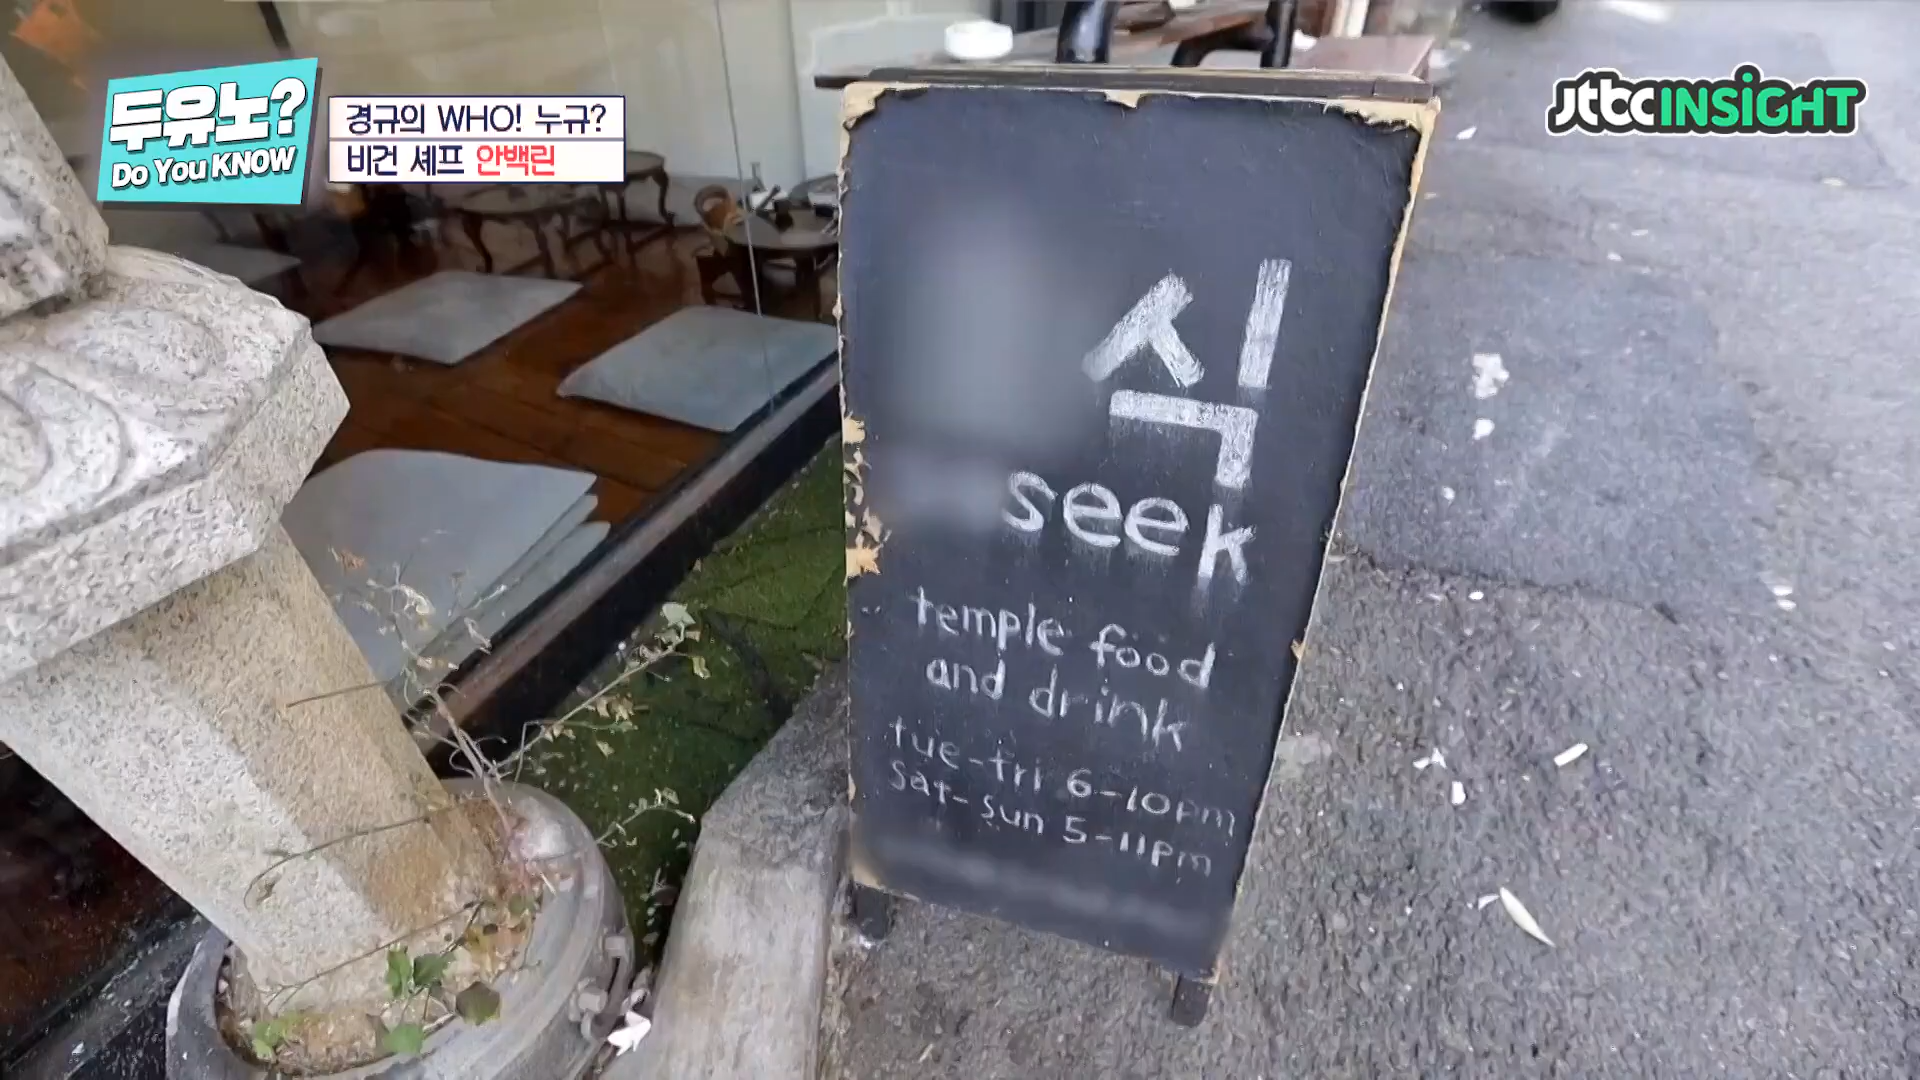 두유노?
Do You KNOW
경규의 WHO! 누규?
비건 셰프 안백린
jtbc INSIGHT
식
seek
temple food
and drink
tue-fri 6-10pm
sat-sun 5-11pm